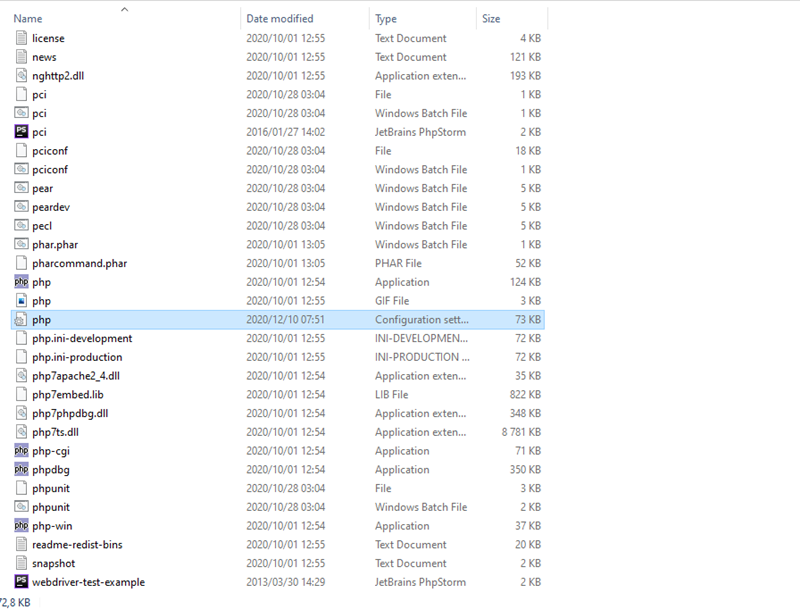 Name Date modified Type Size
license 2020/10/01 12:55 Text Document 4 KB
news 2020/10/01 12:55 Text Document 121 KB
nghttp2.dll 2020/10/01 12:55 Application exten... 193 KB
pci 2020/10/28 03:04 File 1 KB
pci 2020/10/28 03:04 Windows Batch File 1 KB
pci 2016/01/27 14:02 JetBrains PhpStorm 2 KB
pciconf 2020/10/28 03:04 File 18 KB
pciconf 2020/10/28 03:04 Windows Batch File 1 KB
pear 2020/10/28 03:04 Windows Batch File 5 KB
peardev 2020/10/28 03:04 Windows Batch File 5 KB
pecl 2020/10/28 03:04 Windows Batch File 5 KB
phar.phar 2020/10/01 13:05 Windows Batch File 1 KB
pharcommand.phar 2020/10/01 13:05 PHAR File 52 KB
php 2020/10/01 12:54 Application 124 KB
php 2020/10/01 12:55 GIF File 3 KB
php 2020/12/10 07:51 Configuration sett... 73 KB
php.ini-development 2020/10/01 12:55 INI-DEVELOPMEN... 72 KB
php.ini-production 2020/10/01 12:55 INI-PRODUCTION ... 72 KB
php7apache2_4.dll 2020/10/01 12:54 Application exten... 35 KB
php7embed.lib 2020/10/01 12:54 LIB File 822 KB
php7phpdbg.dll 2020/10/01 12:54 Application exten... 348 KB
php7ts.dll 2020/10/01 12:54 Application exten... 8 781 KB
php-cgi 2020/10/01 12:54 Application 71 KB
phpdbg 2020/10/01 12:54 Application 350 KB
phpunit 2020/10/28 03:04 File 3 KB
phpunit 2020/10/28 03:04 Windows Batch File 2 KB
php-win 2020/10/01 12:54 Application 37 KB
readme-redist-bins 2020/10/01 12:55 Text Document 20 KB
snapshot 2020/10/01 12:55 Text Document 2 KB
webdriver-test-example 2013/03/30 14:29 JetBrains PhpStorm 2 KB
72,8 KB